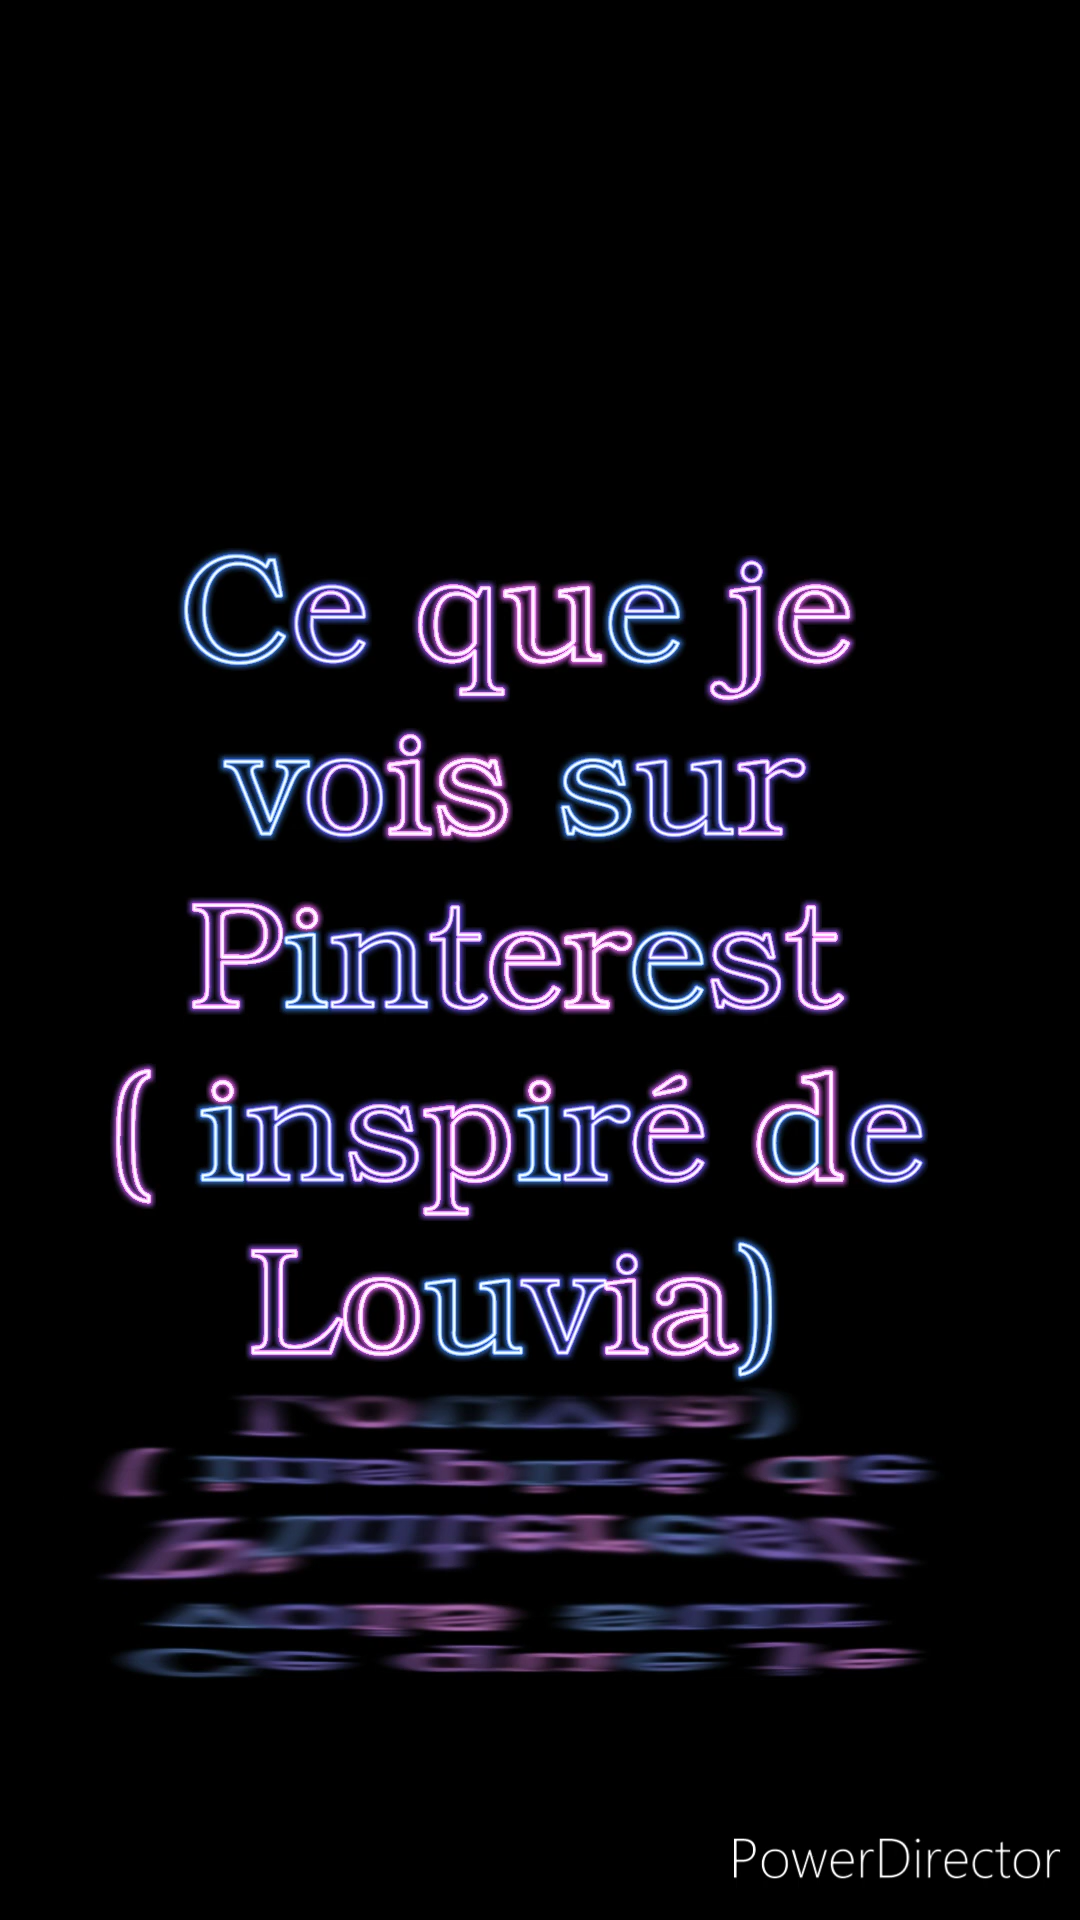 Ce que je
vois sur
Pinterest
( inspiré de
Louvia)
PowerDirector